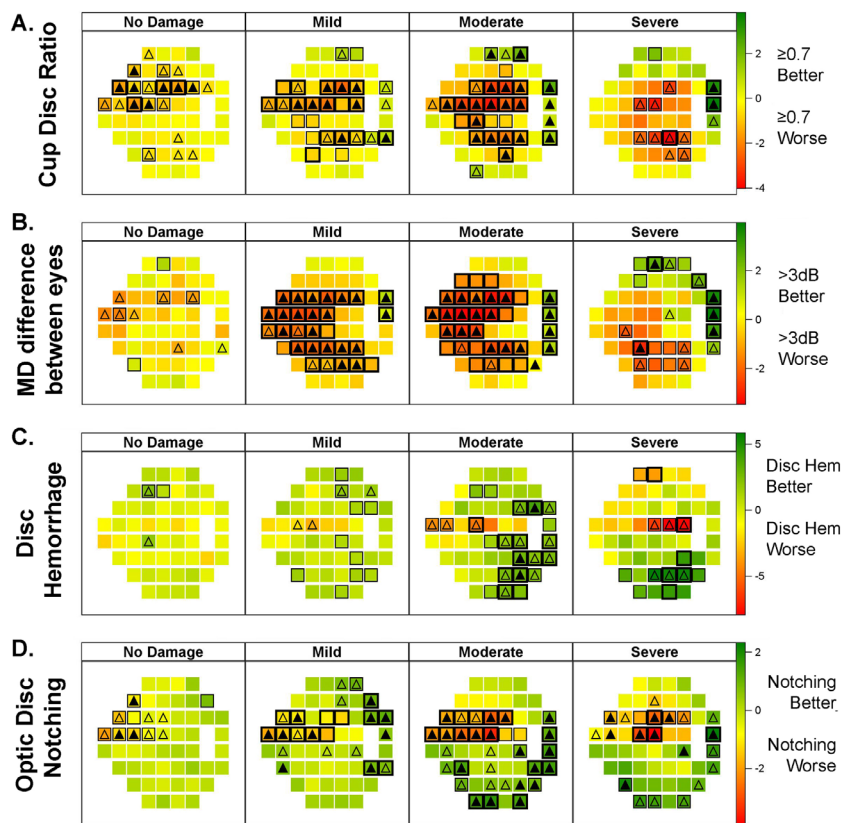 A.
Cup Disc Ratio
No Damage
Mild
Moderate
Severe
2
0
-2
-4
≥0.7
Better
≥0.7
Worse
B.
MD difference
between eyes
No Damage
Mild
Moderate
Severe
2
0
-2
>3dB
Better
>3dB
Worse
C.
Disc
Hemorrhage
No Damage
Mild
Moderate
Severe
5
0
-5
Disc Hem
Better
Disc Hem
Worse
D.
Optic Disc
Notching
No Damage
Mild
Moderate
Severe
2
0
-2
Notching
Better
Notching
Worse